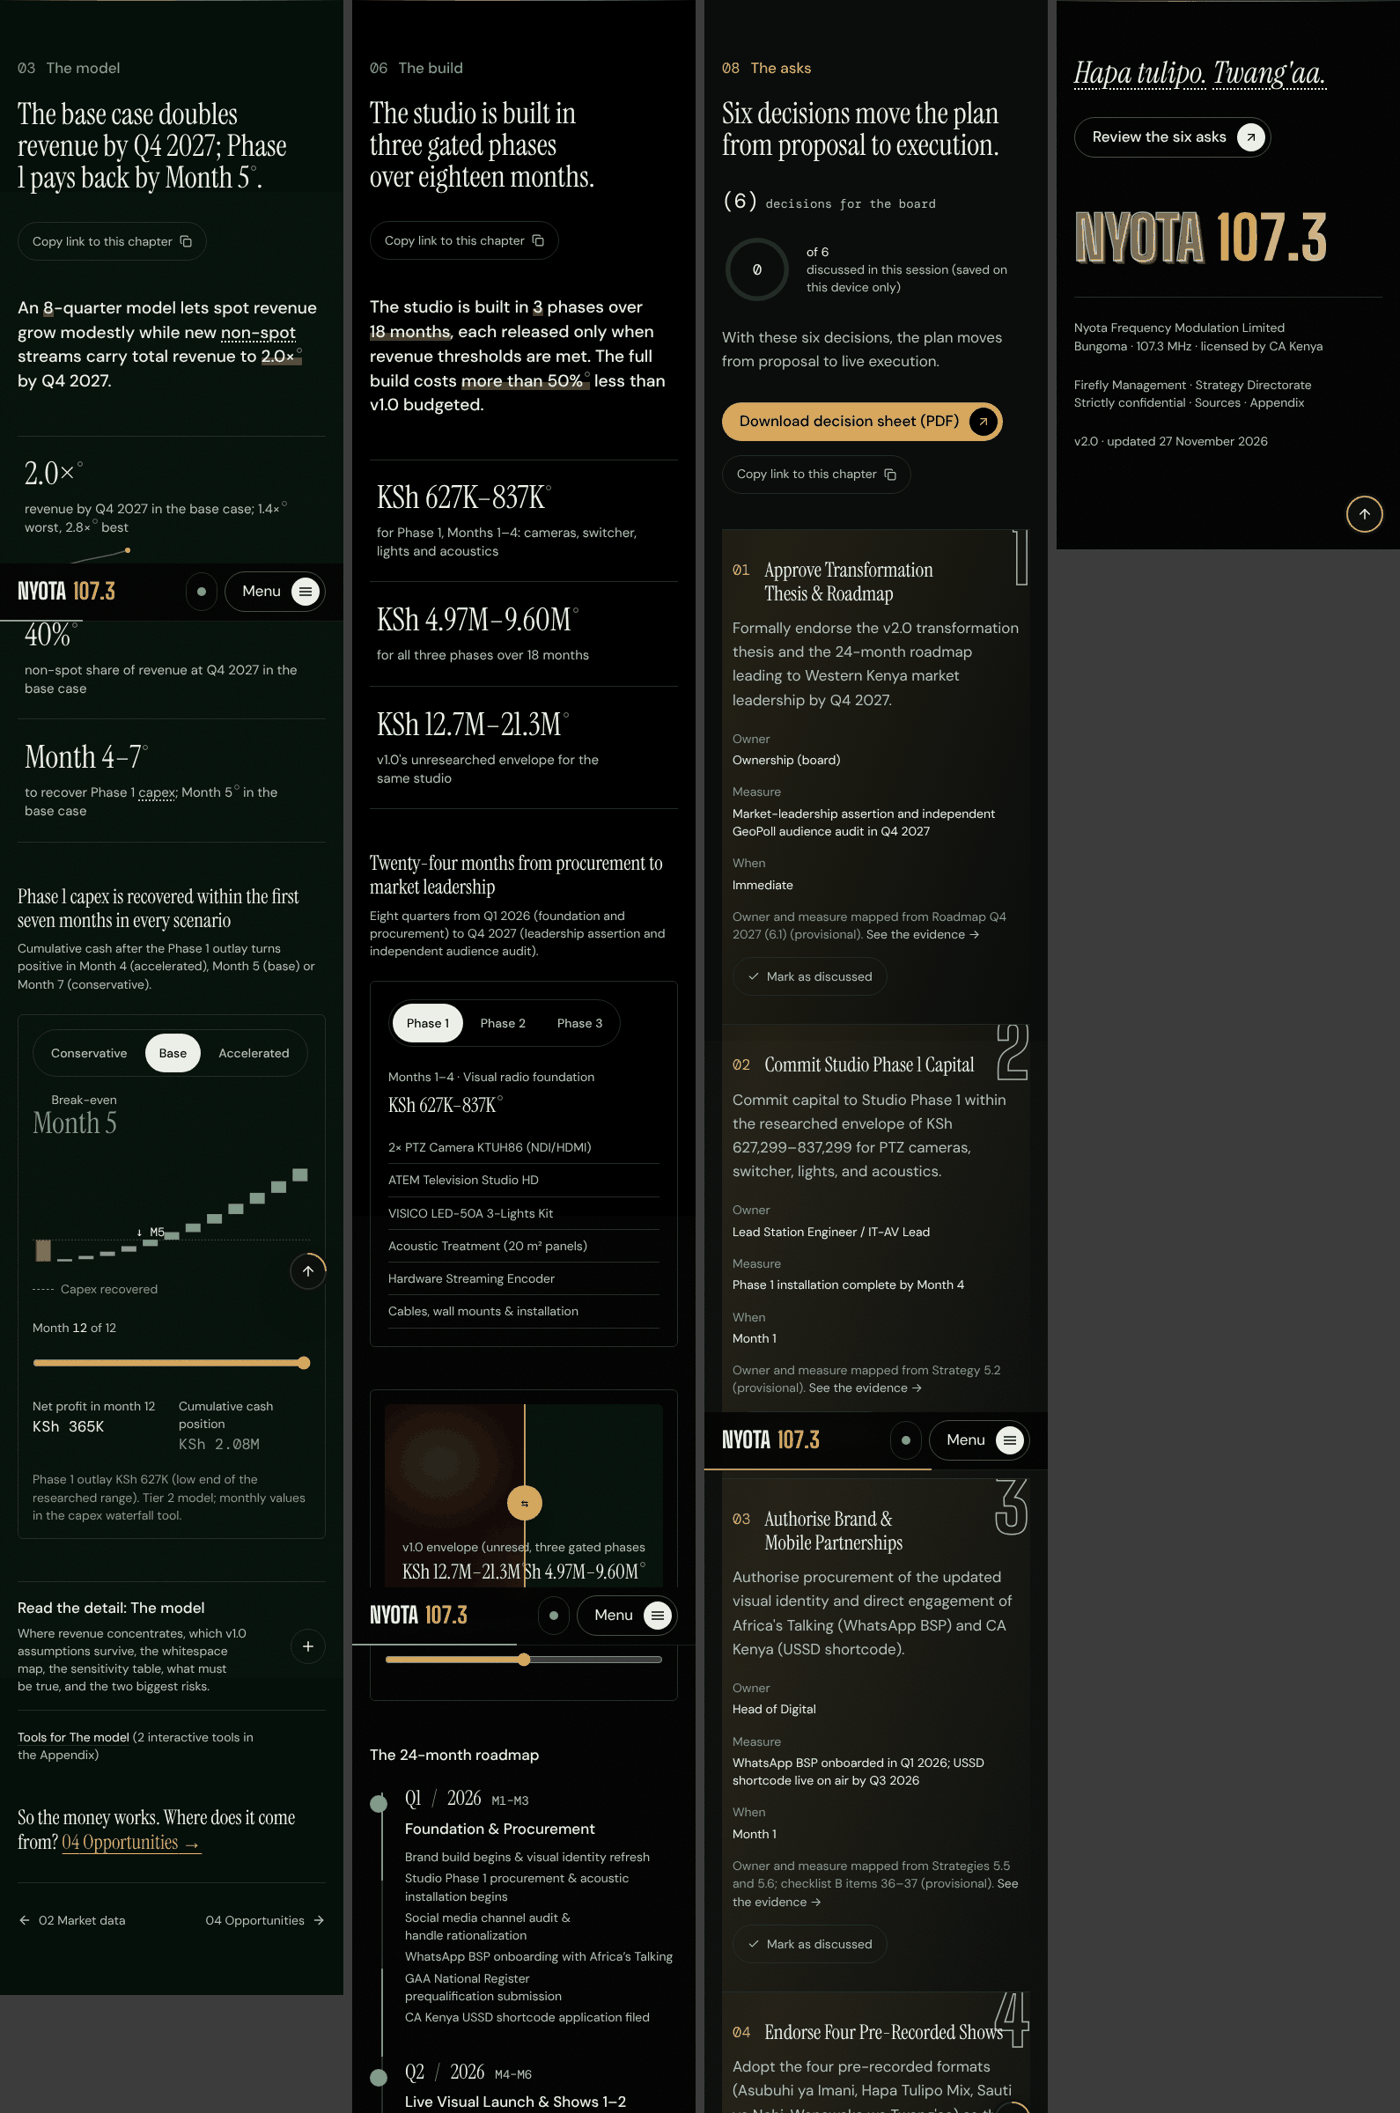 03 The model
The base case doubles
revenue by Q4 2027; Phase
1 pays back by Month 5°.
Copy link to this chapter
An 8-quarter model lets spot revenue
grow modestly while new non-spot
streams carry total revenue to 2.0×°
by Q4 2027.
2.0×°
revenue by Q4 2027 in the base case; 1.4×°
worst, 2.8×° best
NYOTA 107.3
Menu
40%°
non-spot share of revenue at Q4 2027 in the
base case
Month 4–7°
to recover Phase 1 capex; Month 5° in the
base case
Phase 1 capex is recovered within the first
seven months in every scenario
Cumulative cash after the Phase 1 outlay turns
positive in Month 4 (accelerated), Month 5 (base) or
Month 7 (conservative).
Conservative Base Accelerated
Break-even
Month 5
↓ M5
Capex recovered
Month 12 of 12
Net profit in month 12
KSh 365K
Cumulative cash
position
KSh 2.08M
Phase 1 outlay KSh 627K (low end of the
researched range). Tier 2 model; monthly values
in the capex waterfall tool.
Read the detail: The model
Where revenue concentrates, which v1.0
assumptions survive, the whitespace
map, the sensitivity table, what must
be true, and the two biggest risks.
Tools for The model (2 interactive tools in
the Appendix)
So the money works. Where does it come
from? 04 Opportunities →
← 02 Market data
04 Opportunities →
06 The build
The studio is built in
three gated phases
over eighteen months.
Copy link to this chapter
The studio is built in 3 phases over
18 months, each released only when
revenue thresholds are met. The full
build costs more than 50%° less than
v1.0 budgeted.
KSh 627K–837K°
for Phase 1, Months 1–4: cameras, switcher,
lights and acoustics
KSh 4.97M–9.60M°
for all three phases over 18 months
KSh 12.7M–21.3M°
v1.0's unresearched envelope for the
same studio
Twenty-four months from procurement to
market leadership
Eight quarters from Q1 2026 (foundation and
procurement) to Q4 2027 (leadership assertion and
independent audience audit).
Phase 1 Phase 2 Phase 3
Months 1–4 · Visual radio foundation
KSh 627K–837K°
2× PTZ Camera KTUH86 (NDI/HDMI)
ATEM Television Studio HD
VISICO LED-50A 3-Lights Kit
Acoustic Treatment (20 m² panels)
Hardware Streaming Encoder
Cables, wall mounts & installation
v1.0 envelope (unresed, three gated phases
KSh 12.7M–21.3M Sh 4.97M–9.60M°
NYOTA 107.3
Menu
The 24-month roadmap
Q1 / 2026 M1–M3
Foundation & Procurement
Brand build begins & visual identity refresh
Studio Phase 1 procurement & acoustic
installation begins
Social media channel audit &
handle rationalization
WhatsApp BSP onboarding with Africa's Talking
GAA National Register
prequalification submission
CA Kenya USSD shortcode application filed
Q2 / 2026 M4–M6
Live Visual Launch & Shows 1–2
08 The asks
Six decisions move the plan
from proposal to execution.
(6) decisions for the board
0
of 6
discussed in this session (saved on
this device only)
With these six decisions, the plan moves
from proposal to live execution.
Download decision sheet (PDF)
Copy link to this chapter
1
01 Approve Transformation
Thesis & Roadmap
Formally endorse the v2.0 transformation
thesis and the 24-month roadmap
leading to Western Kenya market
leadership by Q4 2027.
Owner
Ownership (board)
Measure
Market-leadership assertion and independent
GeoPoll audience audit in Q4 2027
When
Immediate
Owner and measure mapped from Roadmap Q4
2027 (6.1) (provisional). See the evidence →
Mark as discussed
2
02 Commit Studio Phase 1 Capital
Commit capital to Studio Phase 1 within
the researched envelope of KSh
627,299–837,299 for PTZ cameras,
switcher, lights, and acoustics.
Owner
Lead Station Engineer / IT-AV Lead
Measure
Phase 1 installation complete by Month 4
When
Month 1
Owner and measure mapped from Strategy 5.2
(provisional). See the evidence →
NYOTA 107.3
Menu
3
03 Authorise Brand &
Mobile Partnerships
Authorise procurement of the updated
visual identity and direct engagement of
Africa's Talking (WhatsApp BSP) and CA
Kenya (USSD shortcode).
Owner
Head of Digital
Measure
WhatsApp BSP onboarded in Q1 2026; USSD
shortcode live on air by Q3 2026
When
Month 1
Owner and measure mapped from Strategies 5.5
and 5.6; checklist B items 36–37 (provisional). See
the evidence →
Mark as discussed
4
04 Endorse Four Pre-Recorded Shows
Adopt the four pre-recorded formats
(Asubuhi ya Imani, Hapa Tulipo Mix, Sauti
Hapa tulipo. Twang'aa.
Review the six asks
NYOTA 107.3
Nyota Frequency Modulation Limited
Bungoma · 107.3 MHz · licensed by CA Kenya
Firefly Management · Strategy Directorate
Strictly confidential · Sources · Appendix
v2.0 · updated 27 November 2026